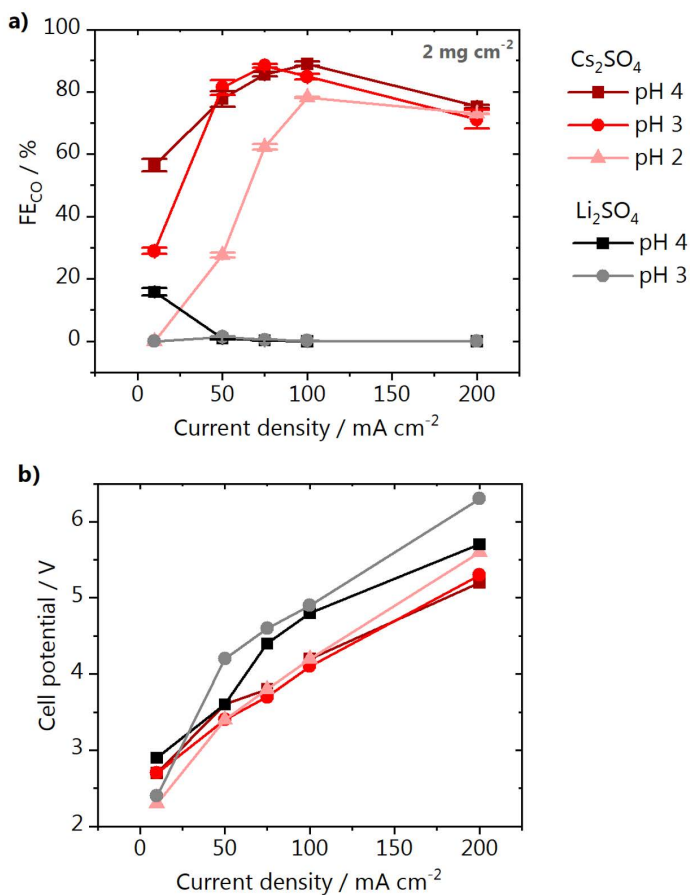 a)
2 mg cm⁻²
100
80
60
40
20
0
FE_CO / %
0
50
100
150
200
Current density / mA cm⁻²
Cs₂SO₄
pH 4
pH 3
pH 2
Li₂SO₄
pH 4
pH 3
b)
6
5
4
3
2
Cell potential / V
0
50
100
150
200
Current density / mA cm⁻²